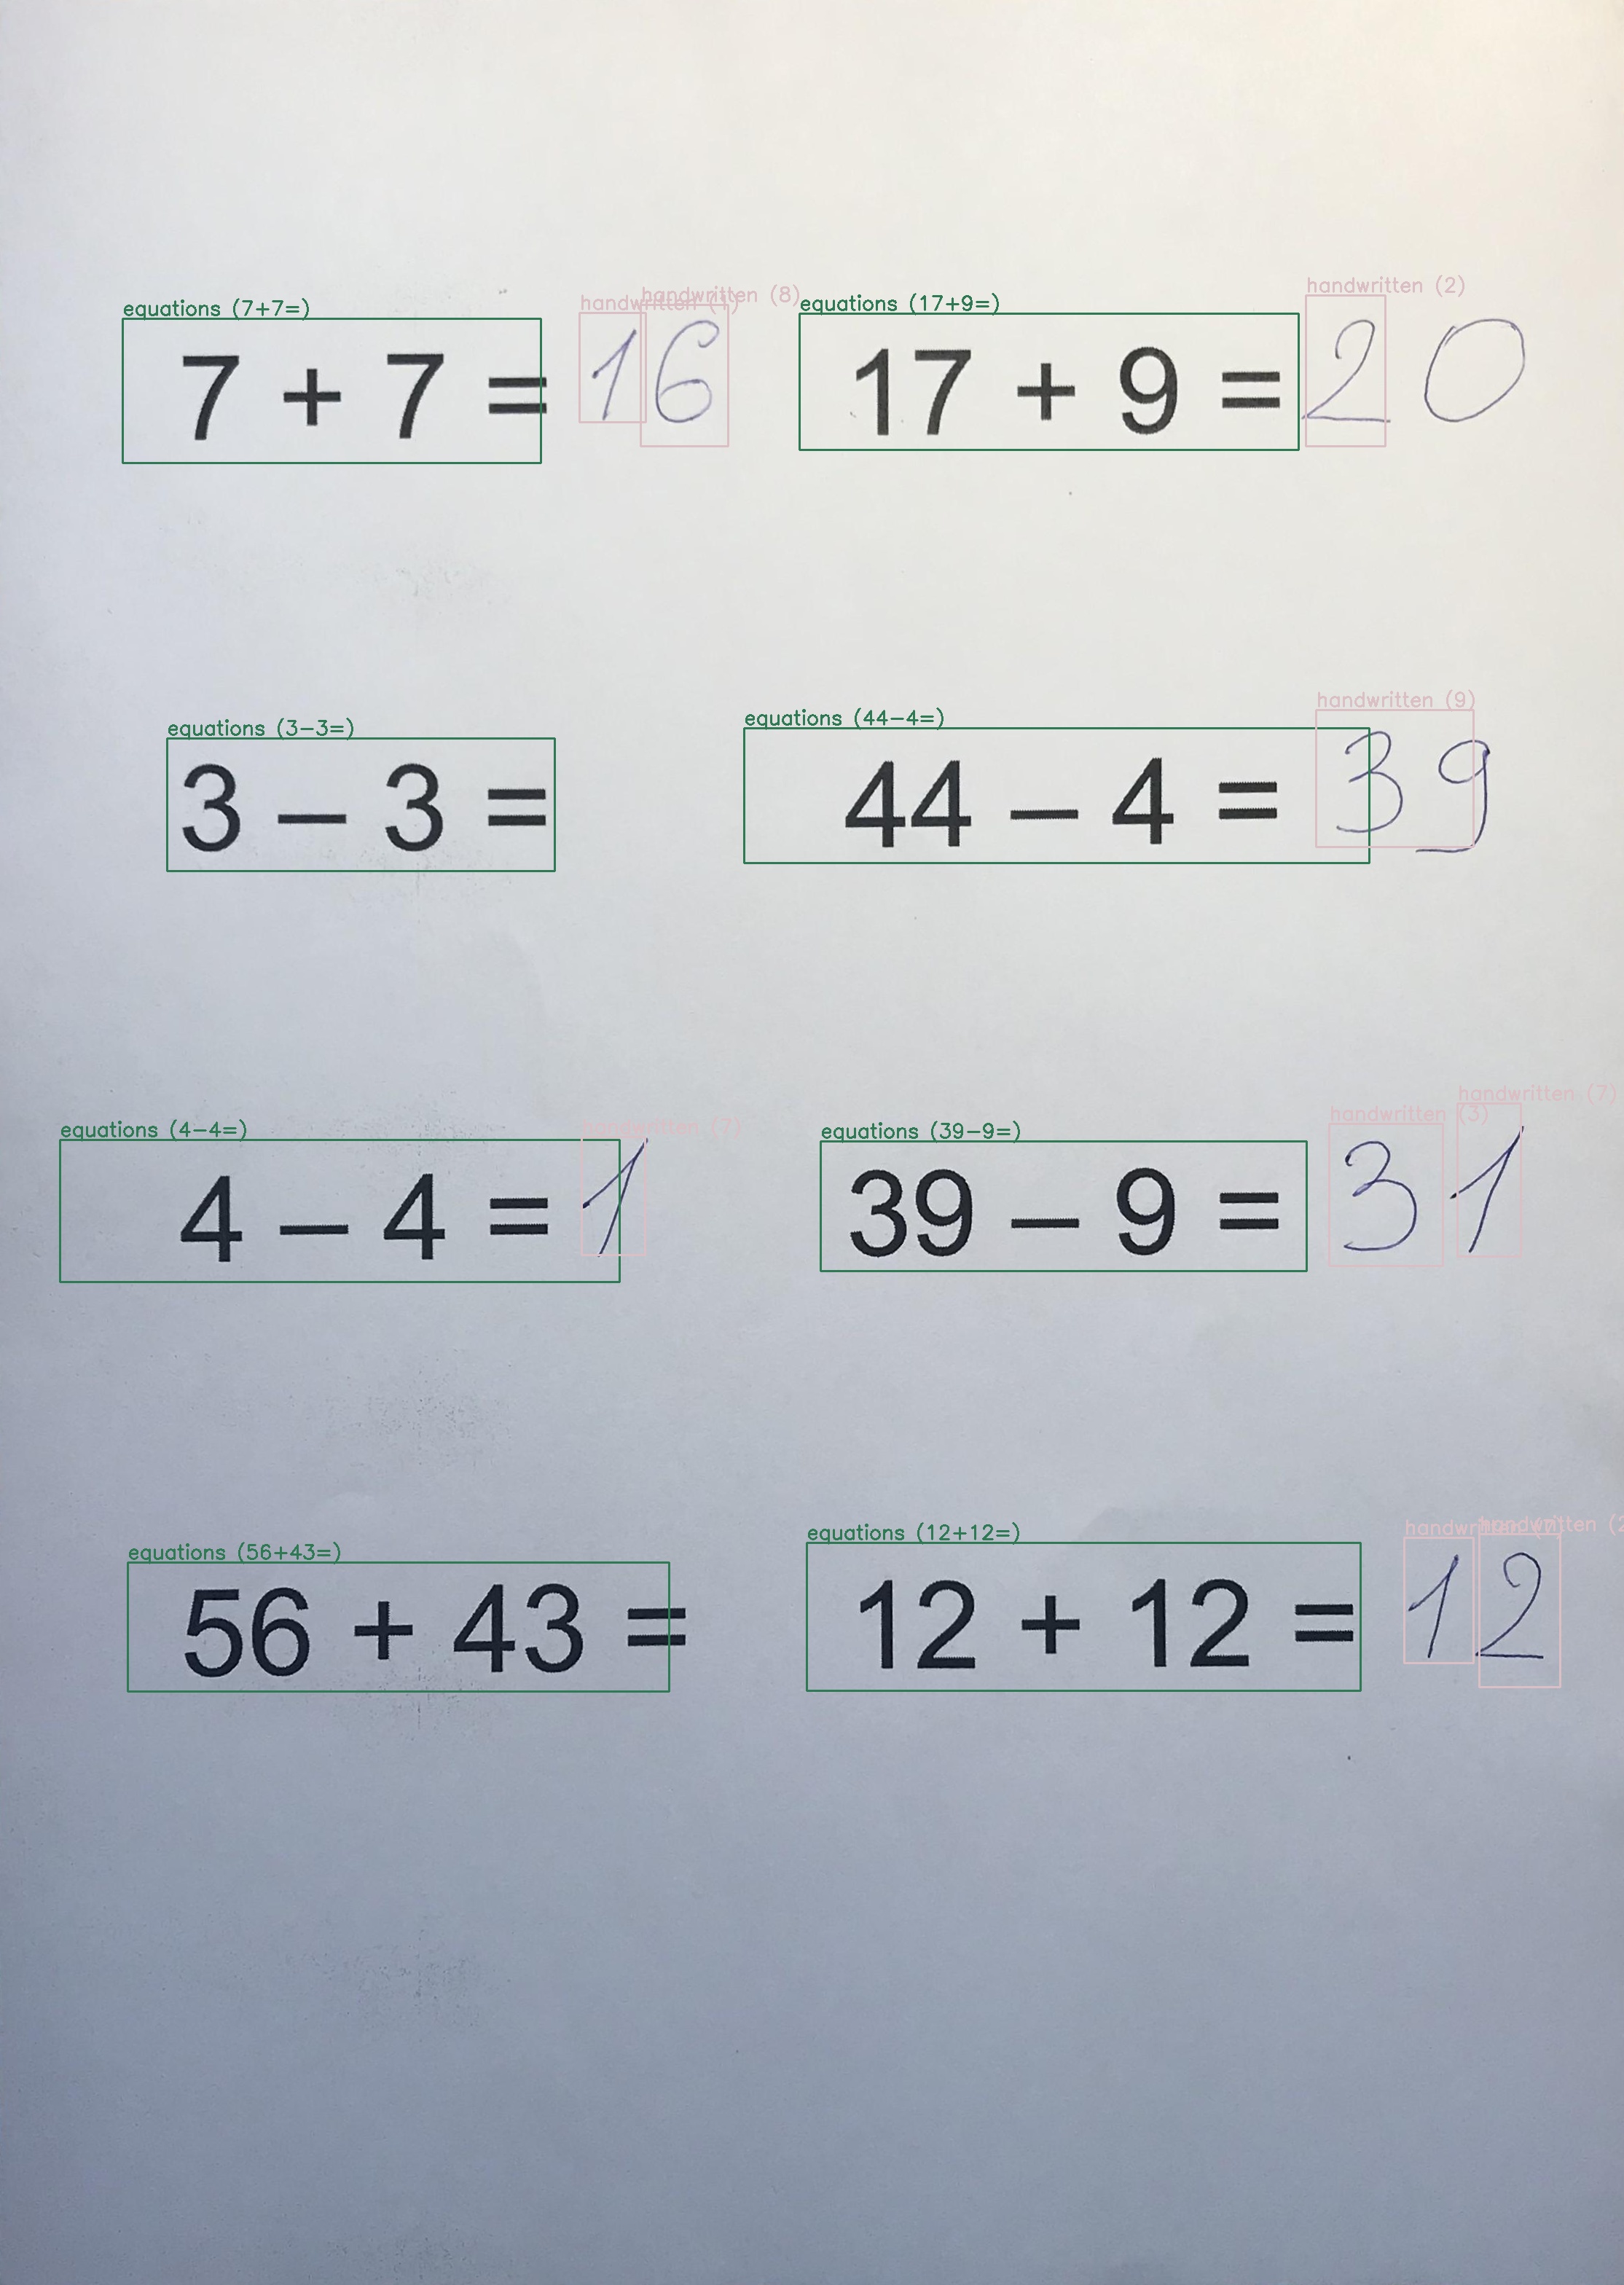 equations (7+7=) handwritten (1) handwritten (8) equations (17+9=) handwritten (2)
7 + 7 = 16 17 + 9 = 20
equations (3-3=) equations (44-4=) handwritten (9)
3 – 3 = 44 – 4 = 39
equations (4-4=) handwritten (7) equations (39-9=) handwritten (3) handwritten (7)
4 – 4 = 1 39 – 9 = 31
equations (56+43=) equations (12+12=) handwritten (7) handwritten (2
56 + 43 = 12 + 12 = 12